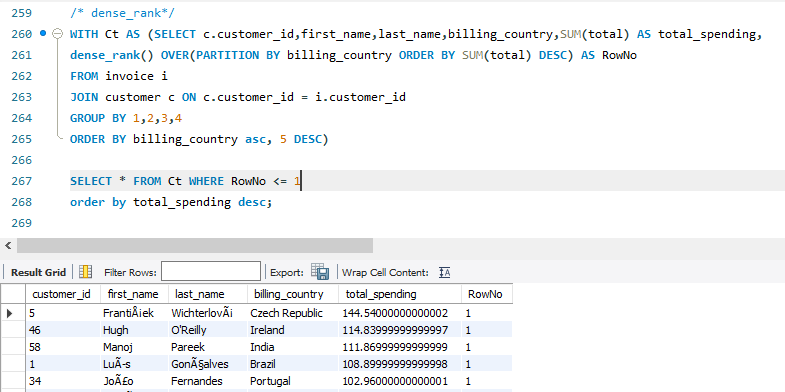 259 /* dense_rank*/
260 WITH Ct AS (SELECT c.customer_id,first_name,last_name,billing_country,SUM(total) AS total_spending,
261 dense_rank() OVER(PARTITION BY billing_country ORDER BY SUM(total) DESC) AS RowNo
262 FROM invoice i
263 JOIN customer c ON c.customer_id = i.customer_id
264 GROUP BY 1,2,3,4
265 ORDER BY billing_country asc, 5 DESC)
266
267 SELECT * FROM Ct WHERE RowNo <= 1
268 order by total_spending desc;
269
Result Grid Filter Rows: Export: Wrap Cell Content:
customer_id first_name last_name billing_country total_spending RowNo
5 FrantiÅiek WichterlovÃi Czech Republic 144.54000000000002 1
46 Hugh O'Reilly Ireland 114.83999999999997 1
58 Manoj Pareek India 111.86999999999999 1
1 LuÃ-s GonÃ§alves Brazil 108.89999999999998 1
34 JoÃ£o Fernandes Portugal 102.96000000000001 1